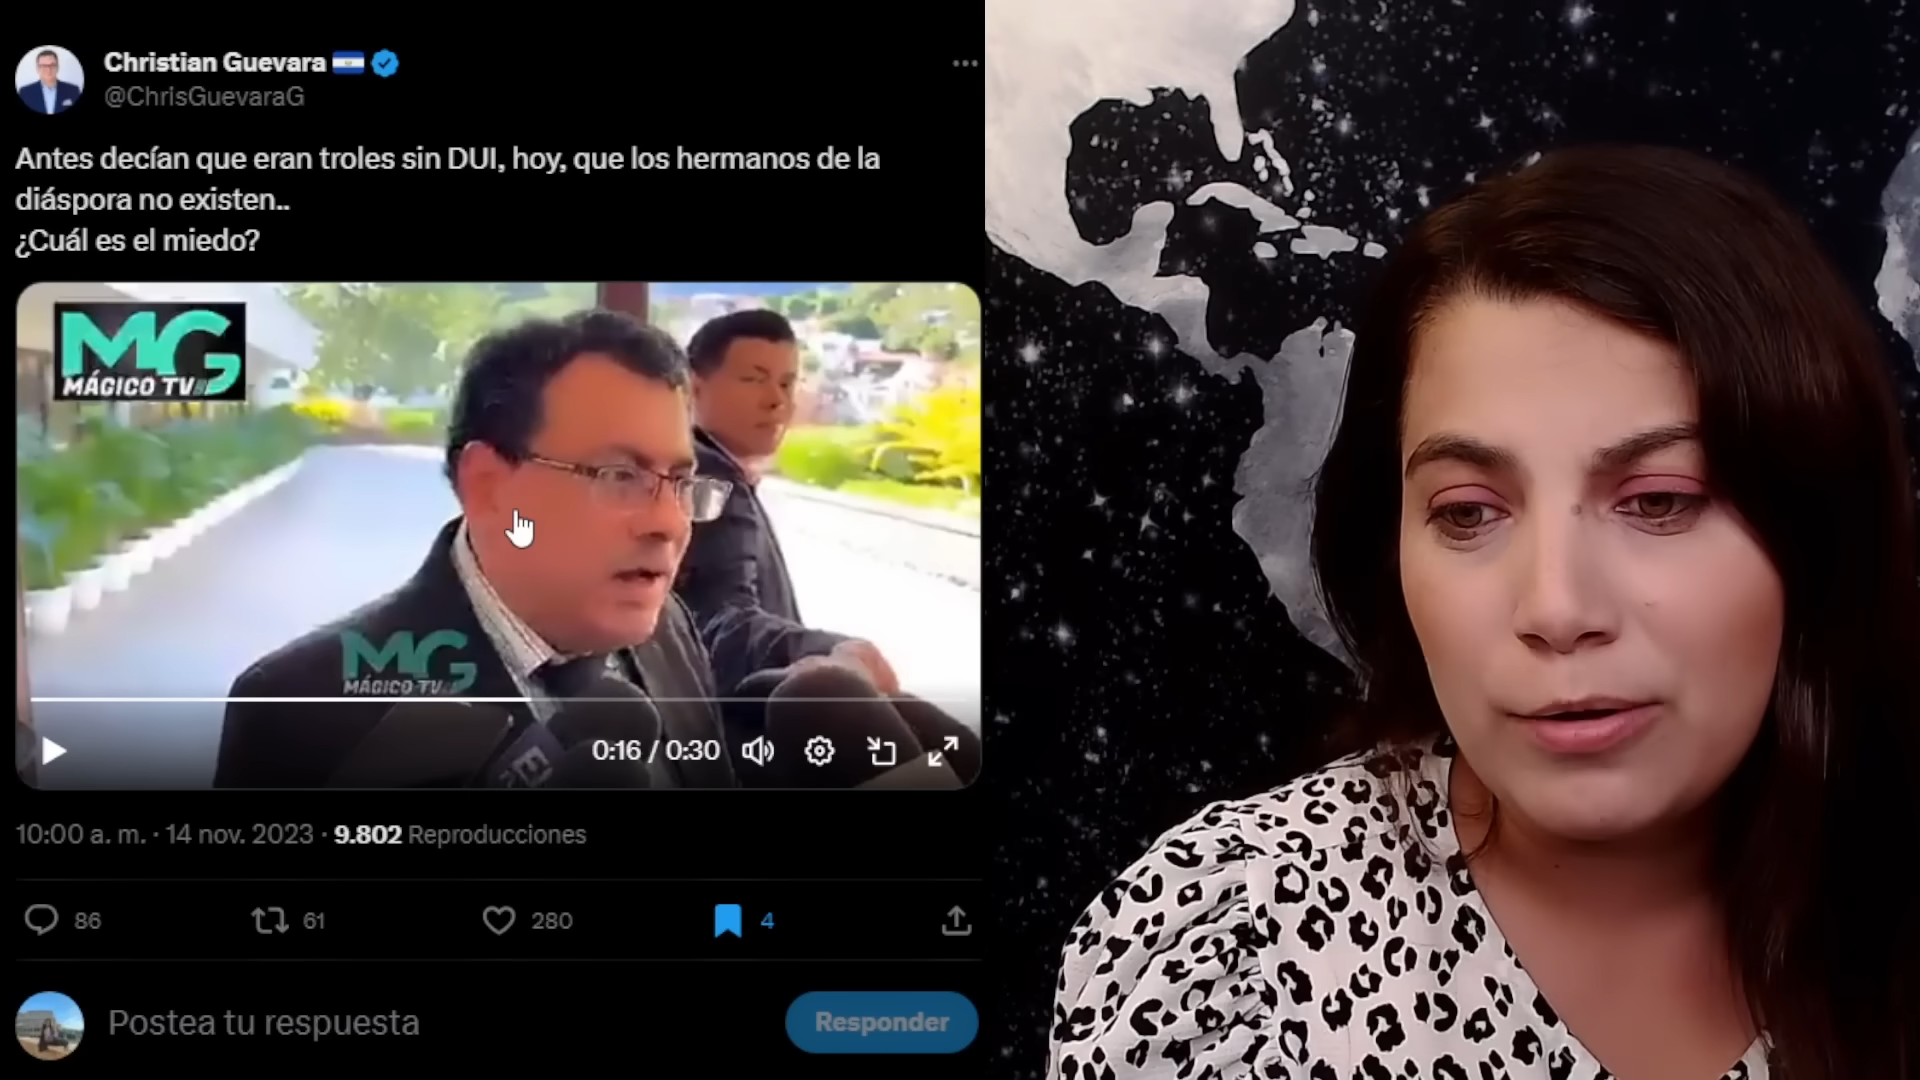 Christian Guevara
@ChrisGuevaraG
Antes decían que eran troles sin DUI, hoy, que los hermanos de la
diáspora no existen..
¿Cuál es el miedo?
MG
MÁGICO TV
MG
MÁGICO TV
0:16 / 0:30
10:00 a. m. · 14 nov. 2023 · 9.802 Reproducciones
86
61
280
4
Postea tu respuesta
Responder